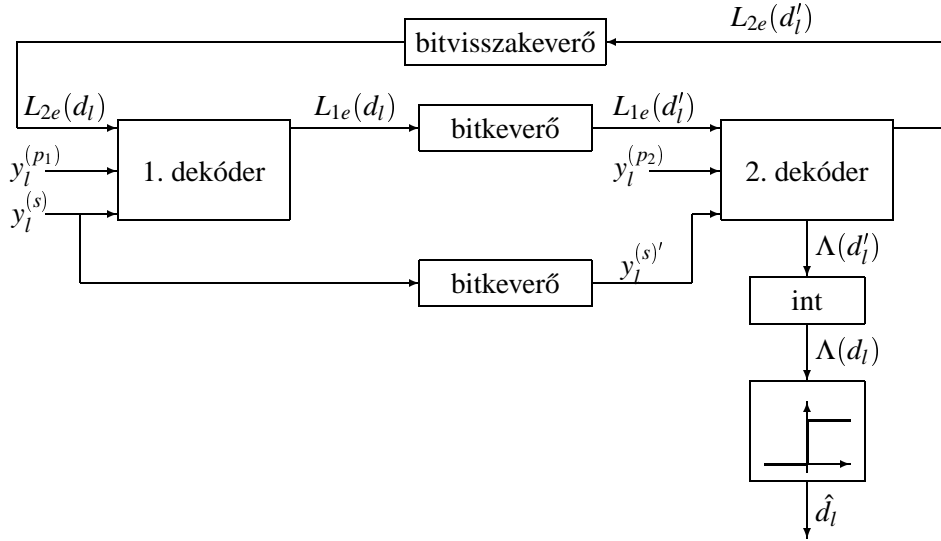 L_{2e}(d'_l)
bitvisszakeverő
L_{2e}(d_l)
L_{1e}(d_l)
L_{1e}(d'_l)
bitkeverő
y_l^{(p_1)}
1. dekóder
y_l^{(p_2)}
2. dekóder
y_l^{(s)}
Λ(d'_l)
y_l^{(s)'}
bitkeverő
int
Λ(d_l)
\hat{d}_l